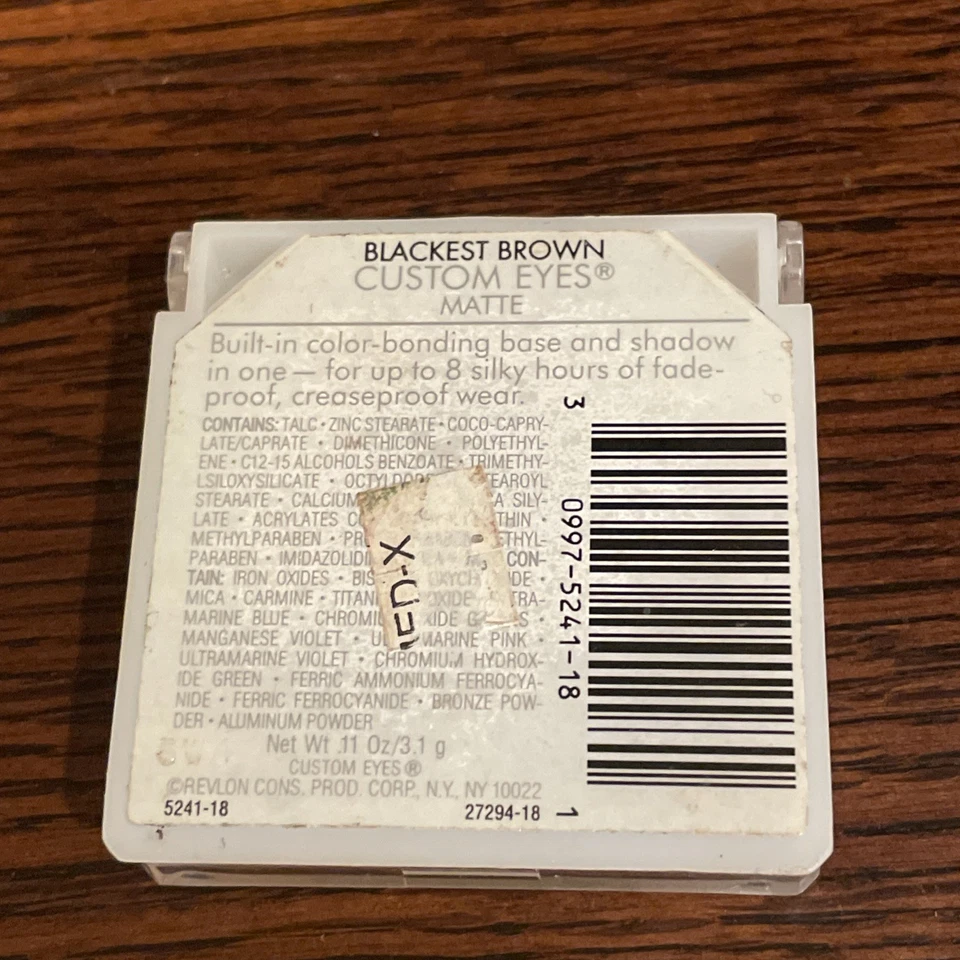 BLACKEST BROWN
CUSTOM EYES®
MATTE
Built-in color-bonding base and shadow
in one — for up to 8 silky hours of fade-
proof, creaseproof wear.
CONTAINS: TALC • ZINC STEARATE • COCO-CAPRY-
LATE/CAPRATE • DIMETHICONE • POLYETHYL-
ENE • C12-15 ALCOHOLS BENZOATE • TRIMETHY-
LSILOXYSILICATE • STEAROYL
STEARATE • CALCIUM SILY-
LATE • ACRYLATES
METHYLPARABEN •
PARABEN • CON-
TAIN: IRON OXIDES •
MICA • CARMINE •
MARINE BLUE •
MANGANESE VIOLET • PINK •
ULTRAMARINE VIOLET • CHROMIUM HYDROX-
IDE GREEN • FERRIC AMMONIUM FERROCYA-
NIDE • FERRIC FERROCYANIDE • BRONZE POW-
DER • ALUMINUM POWDER
Net Wt .11 Oz/3.1 g
CUSTOM EYES®
©REVLON CONS. PROD. CORP., N.Y., NY 10022
5241-18 27294-18
3 0997-5241-18 1